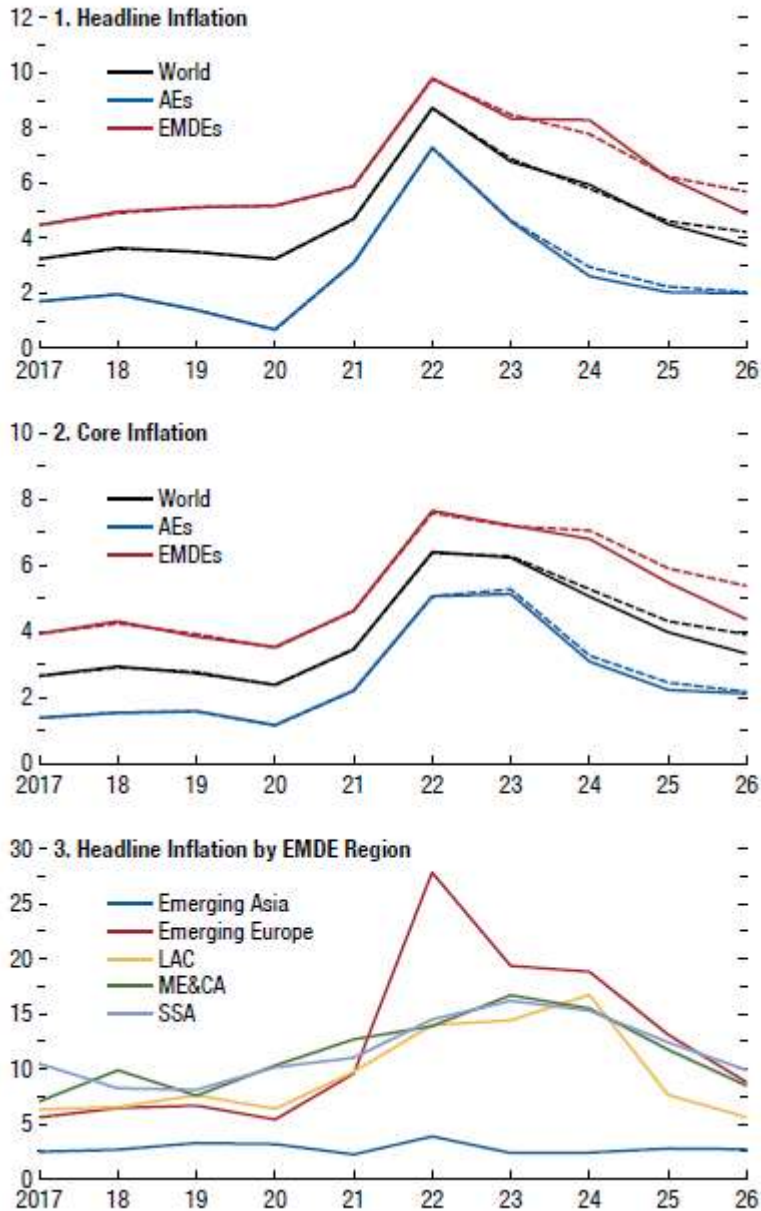 12
1. Headline Inflation
10
World
AEs
8
EMDEs
6
4
2
0
2017 18 19 20 21 22 23 24 25 26
10
2. Core Inflation
8
World
AEs
6
EMDEs
4
2
0
2017 18 19 20 21 22 23 24 25 26
30
3. Headline Inflation by EMDE Region
25
Emerging Asia
Emerging Europe
20
LAC
ME&CA
15
SSA
10
5
0
2017 18 19 20 21 22 23 24 25 26